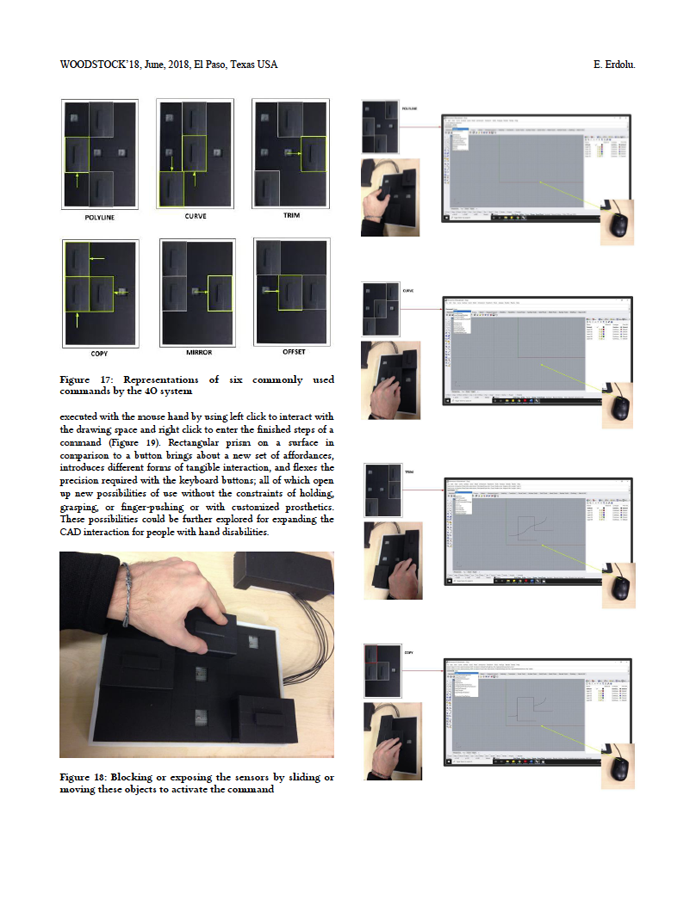 WOODSTOCK'18, June, 2018, El Paso, Texas USA
E. Erdolu.
POLYLINE
CURVE
TRIM
COPY
MIRROR
OFFSET
Figure 17: Representations of six commonly used
commands by the 4O system
executed with the mouse hand by using left click to interact with
the drawing space and right click to enter the finished steps of a
command (Figure 19). Rectangular prism on a surface in
comparison to a button brings about a new set of affordances,
introduces different forms of tangible interaction, and flexes the
precision required with the keyboard buttons; all of which open
up new possibilities of use without the constraints of holding,
grasping, or finger-pushing or with customized prosthetics.
These possibilities could be further explored for expanding the
CAD interaction for people with hand disabilities.
Figure 18: Blocking or exposing the sensors by sliding or
moving these objects to activate the command
POLYLINE
CURVE
TRIM
COPY